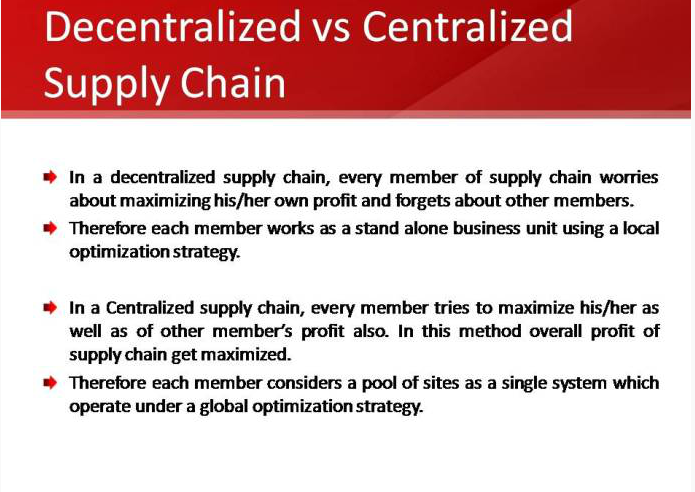 Decentralized vs Centralized
Supply Chain
In a decentralized supply chain, every member of supply chain worries
about maximizing his/her own profit and forgets about other members.
Therefore each member works as a stand alone business unit using a local
optimization strategy.
In a Centralized supply chain, every member tries to maximize his/her as
well as of other member's profit also. In this method overall profit of
supply chain get maximized.
Therefore each member considers a pool of sites as a single system which
operate under a global optimization strategy.